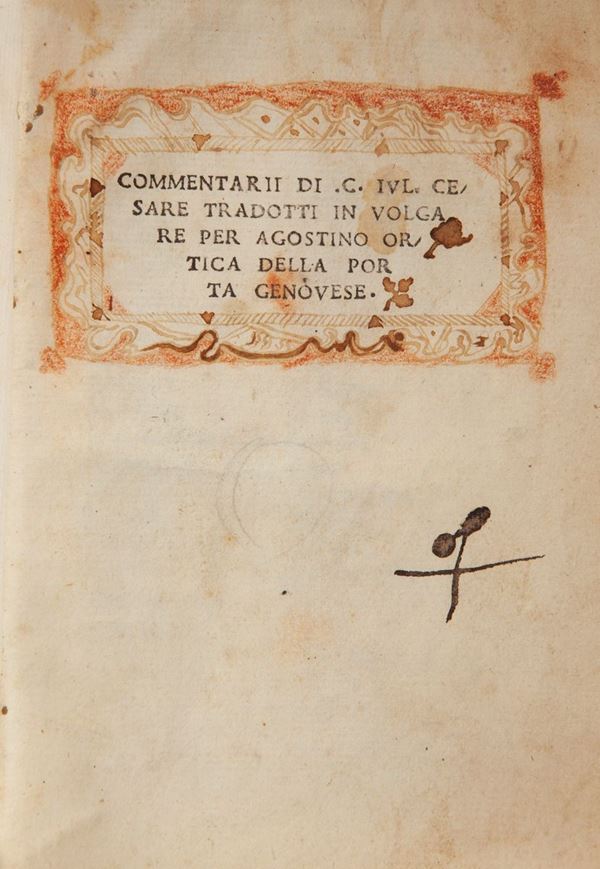 COMMENTARII DI .C. IVL. CE/
SARE TRADOTTI IN VOLGA
RE PER AGOSTINO OR/
TICA DELLA POR
TA GENOVESE.